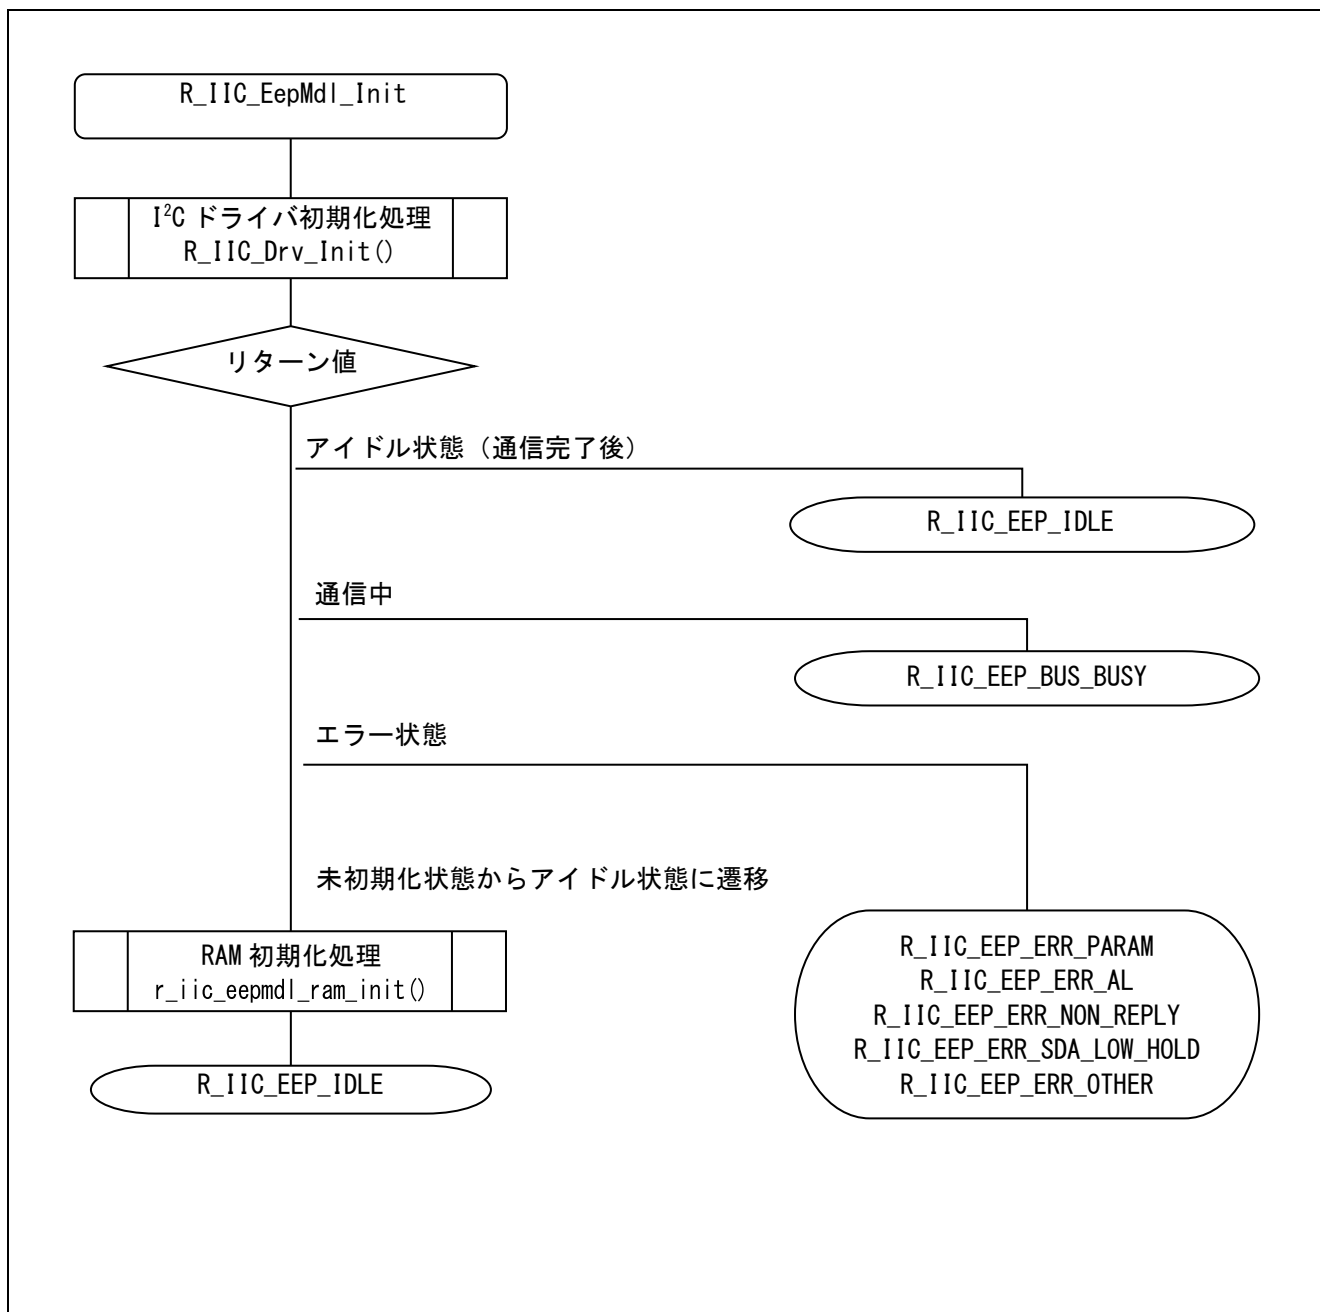 R_IIC_EepMdl_Init
I²C ドライバ初期化処理
R_IIC_Drv_Init()
リターン値
アイドル状態（通信完了後）
R_IIC_EEP_IDLE
通信中
R_IIC_EEP_BUS_BUSY
エラー状態
未初期化状態からアイドル状態に遷移
RAM 初期化処理
r_iic_eepmdl_ram_init()
R_IIC_EEP_IDLE
R_IIC_EEP_ERR_PARAM
R_IIC_EEP_ERR_AL
R_IIC_EEP_ERR_NON_REPLY
R_IIC_EEP_ERR_SDA_LOW_HOLD
R_IIC_EEP_ERR_OTHER